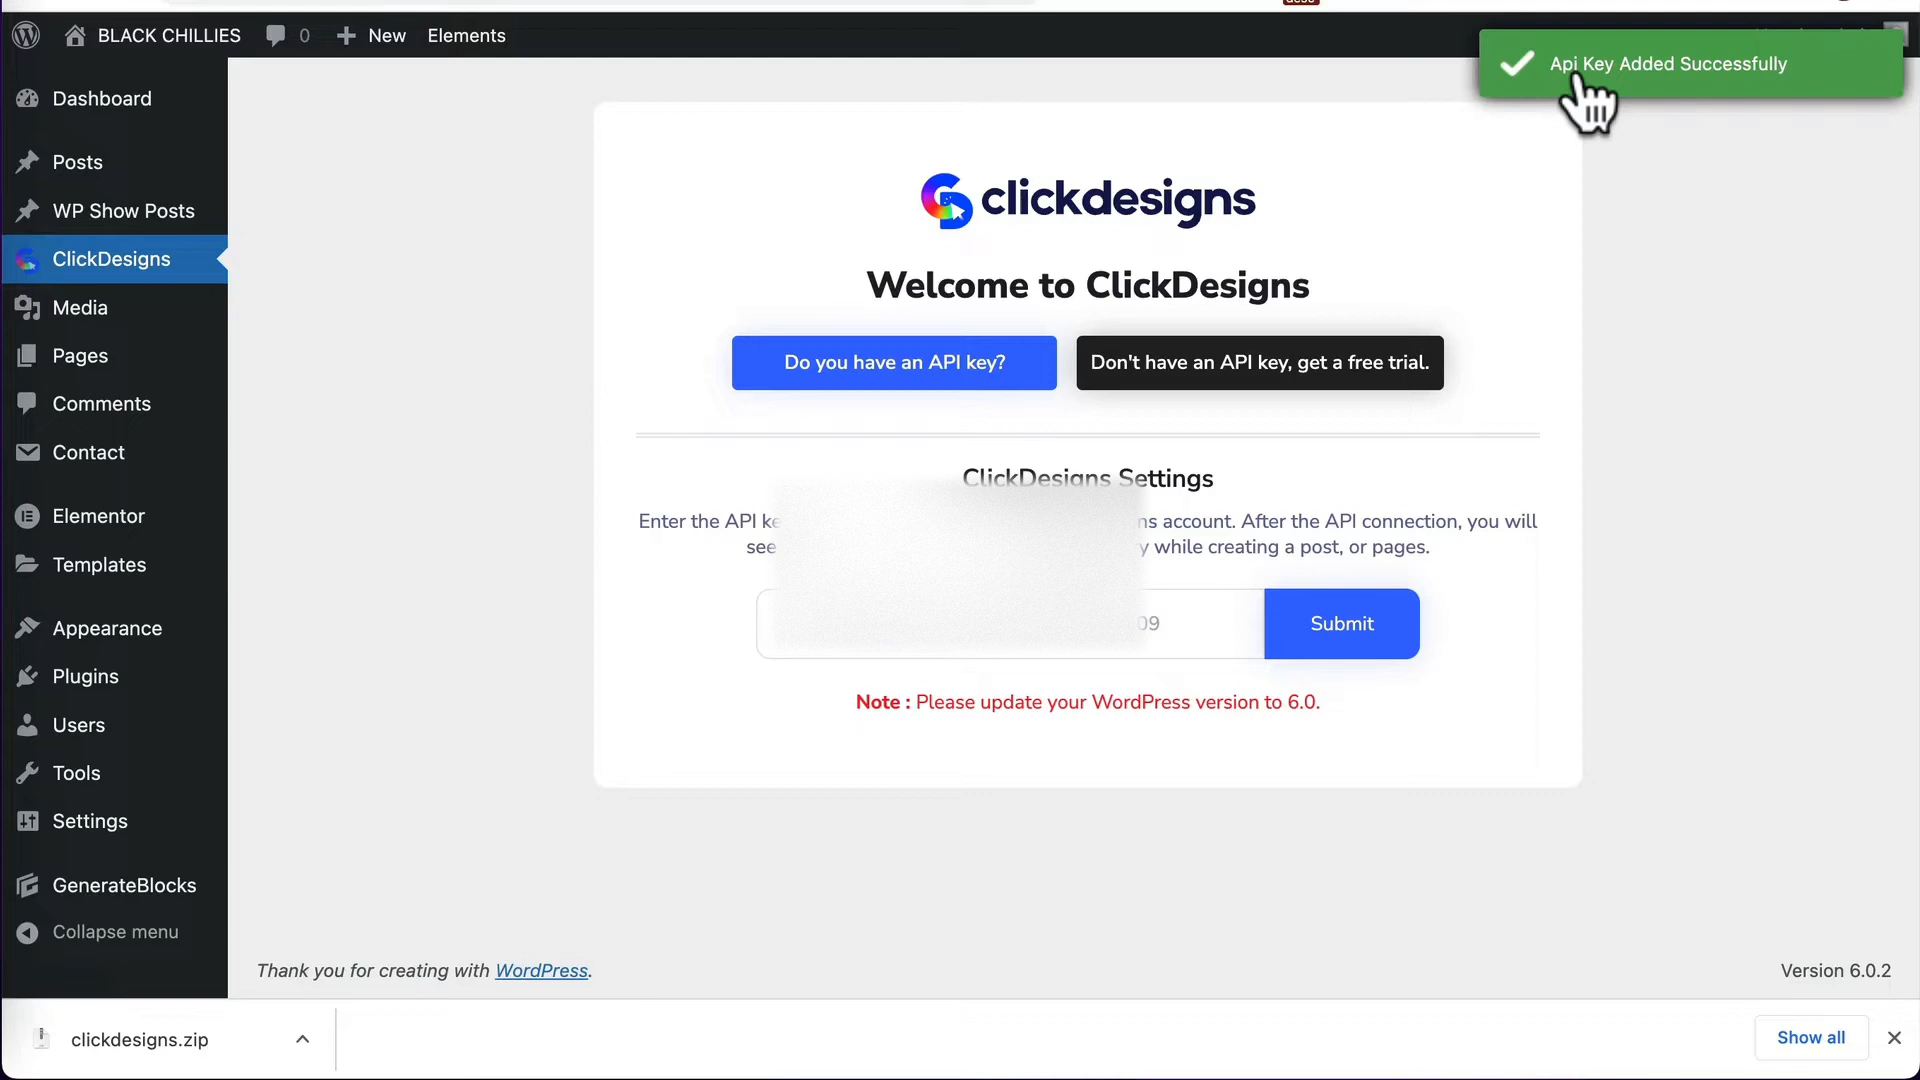 BLACK CHILLIES
0
New
Elements
Api Key Added Successfully
Dashboard
Posts
WP Show Posts
ClickDesigns
Media
Pages
Comments
Contact
Elementor
Templates
Appearance
Plugins
Users
Tools
Settings
GenerateBlocks
Collapse menu
clickdesigns
Welcome to ClickDesigns
Do you have an API key?
Don't have an API key, get a free trial.
ClickDesigns Settings
Enter the API account. After the API connection, you will
see while creating a post, or pages.
09
Submit
Note : Please update your WordPress version to 6.0.
Thank you for creating with WordPress.
Version 6.0.2
clickdesigns.zip
Show all